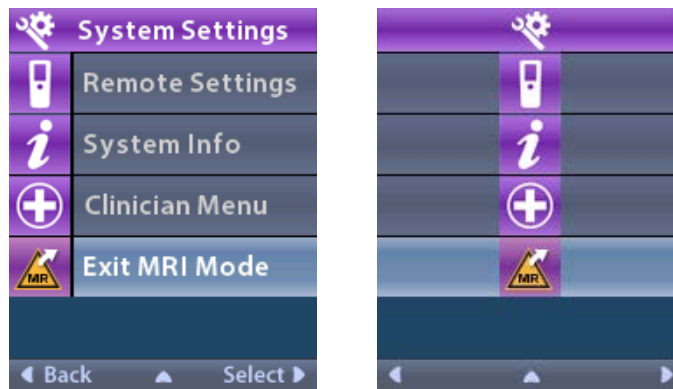 System Settings
Remote Settings
System Info
Clinician Menu
MR Exit MRI Mode
Back Select
MR